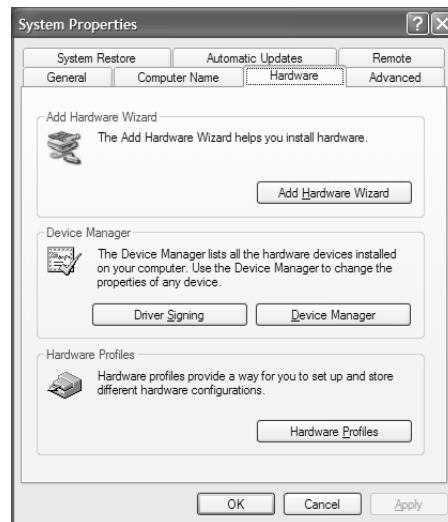 System Properties
System Restore Automatic Updates Remote
General Computer Name Hardware Advanced
Add Hardware Wizard
The Add Hardware Wizard helps you install hardware.
Add Hardware Wizard
Device Manager
The Device Manager lists all the hardware devices installed
on your computer. Use the Device Manager to change the
properties of any device.
Driver Signing Device Manager
Hardware Profiles
Hardware profiles provide a way for you to set up and store
different hardware configurations.
Hardware Profiles
OK Cancel Apply